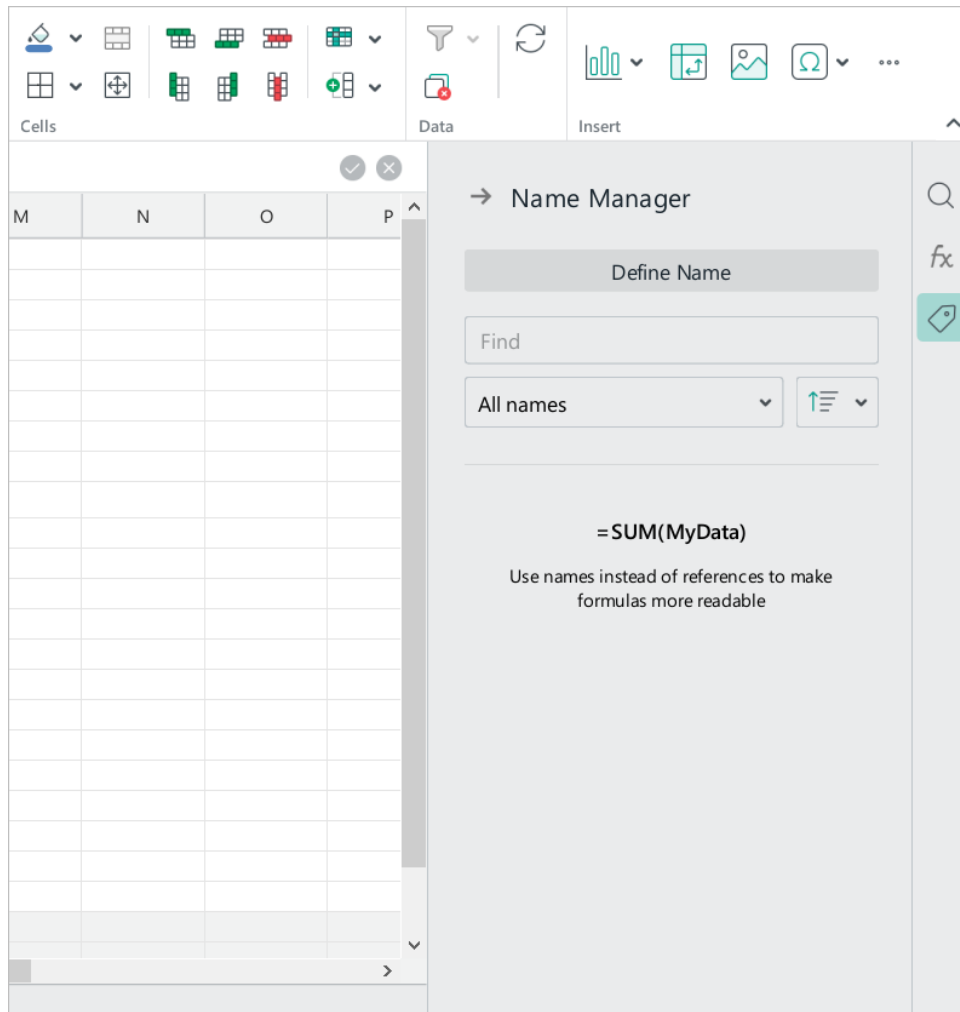 Cells
Data
Insert
M N O P
Name Manager
fx
Define Name
Find
All names
=SUM(MyData)
Use names instead of references to make
formulas more readable